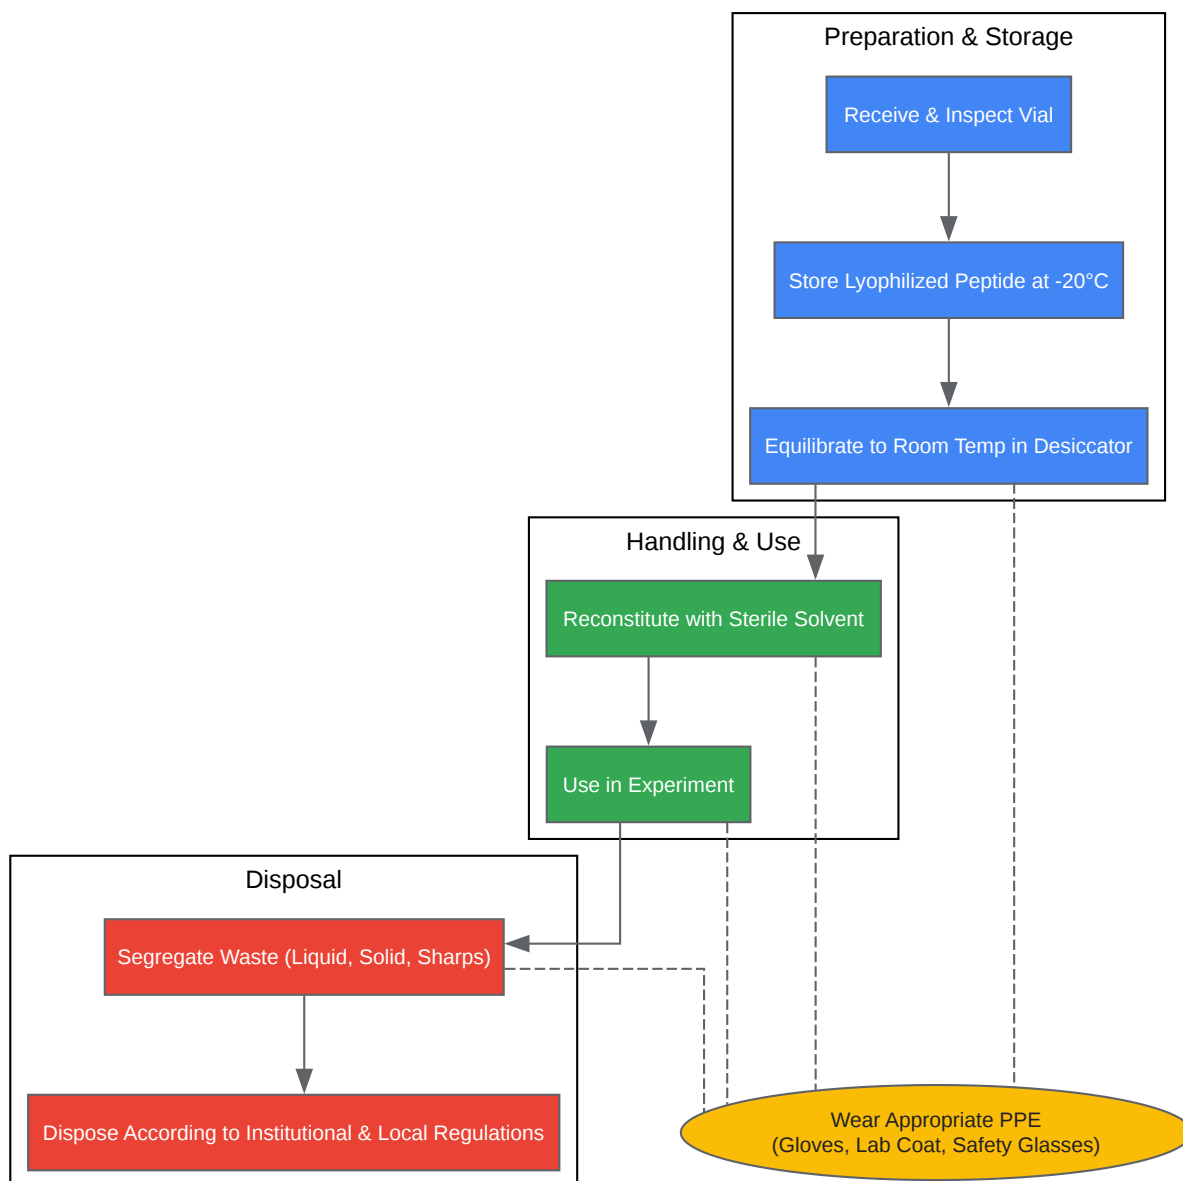 Preparation & Storage
Receive & Inspect Vial
Store Lyophilized Peptide at -20°C
Equilibrate to Room Temp in Desiccator
Handling & Use
Reconstitute with Sterile Solvent
Use in Experiment
Disposal
Segregate Waste (Liquid, Solid, Sharps)
Dispose According to Institutional & Local Regulations
Wear Appropriate PPE
(Gloves, Lab Coat, Safety Glasses)